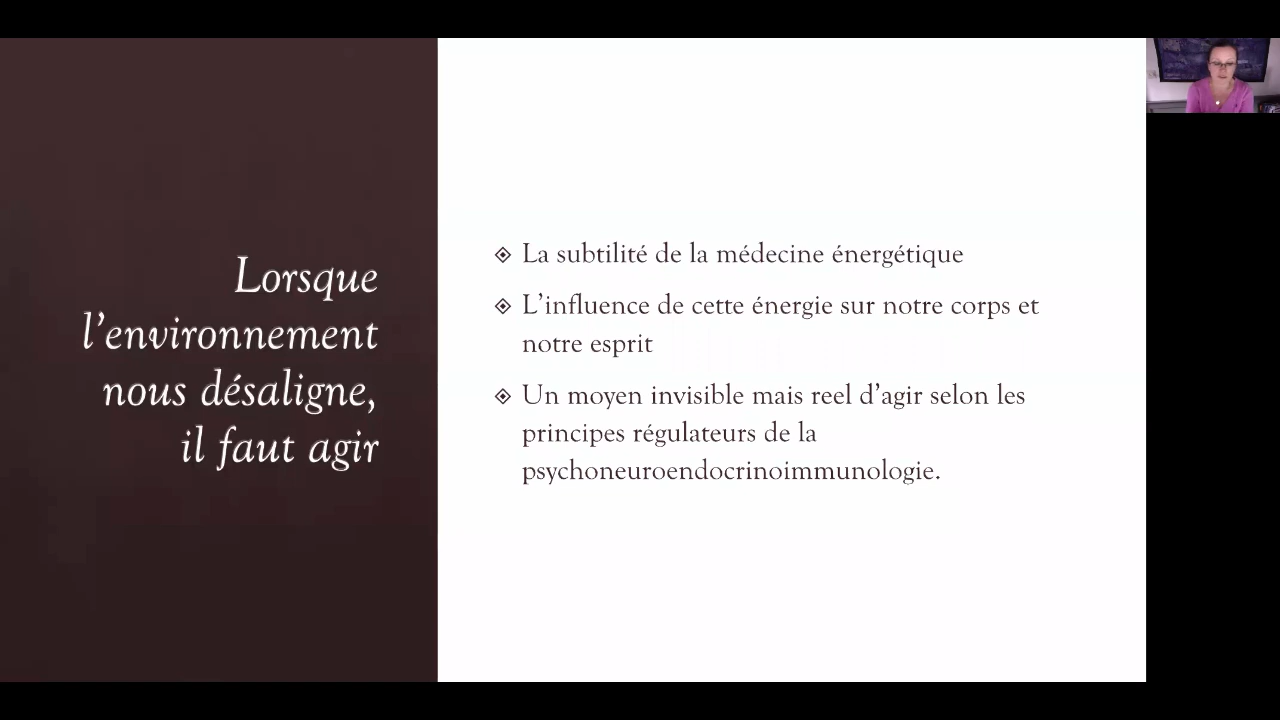 Lorsque
l’environnement
nous désaligne,
il faut agir
La subtilité de la médecine énergétique
L’influence de cette énergie sur notre corps et
notre esprit
Un moyen invisible mais reel d’agir selon les
principes régulateurs de la
psychoneuroendocrinoimmunologie.